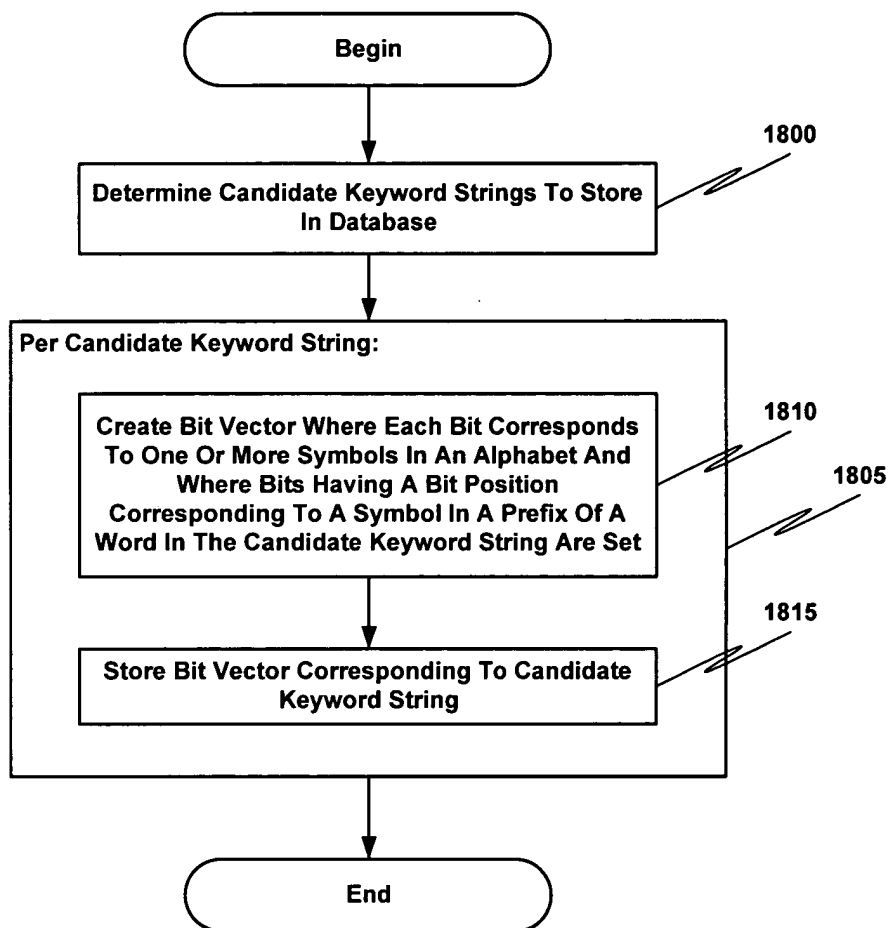 Begin
1800
Determine Candidate Keyword Strings To Store
In Database
Per Candidate Keyword String:
1810
Create Bit Vector Where Each Bit Corresponds
To One Or More Symbols In An Alphabet And
Where Bits Having A Bit Position
Corresponding To A Symbol In A Prefix Of A
Word In The Candidate Keyword String Are Set
1805
1815
Store Bit Vector Corresponding To Candidate
Keyword String
End